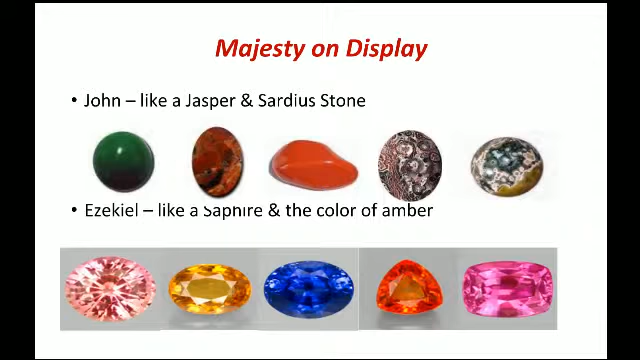 Majesty on Display
• John – like a Jasper & Sardius Stone
• Ezekiel – like a Saphire & the color of amber